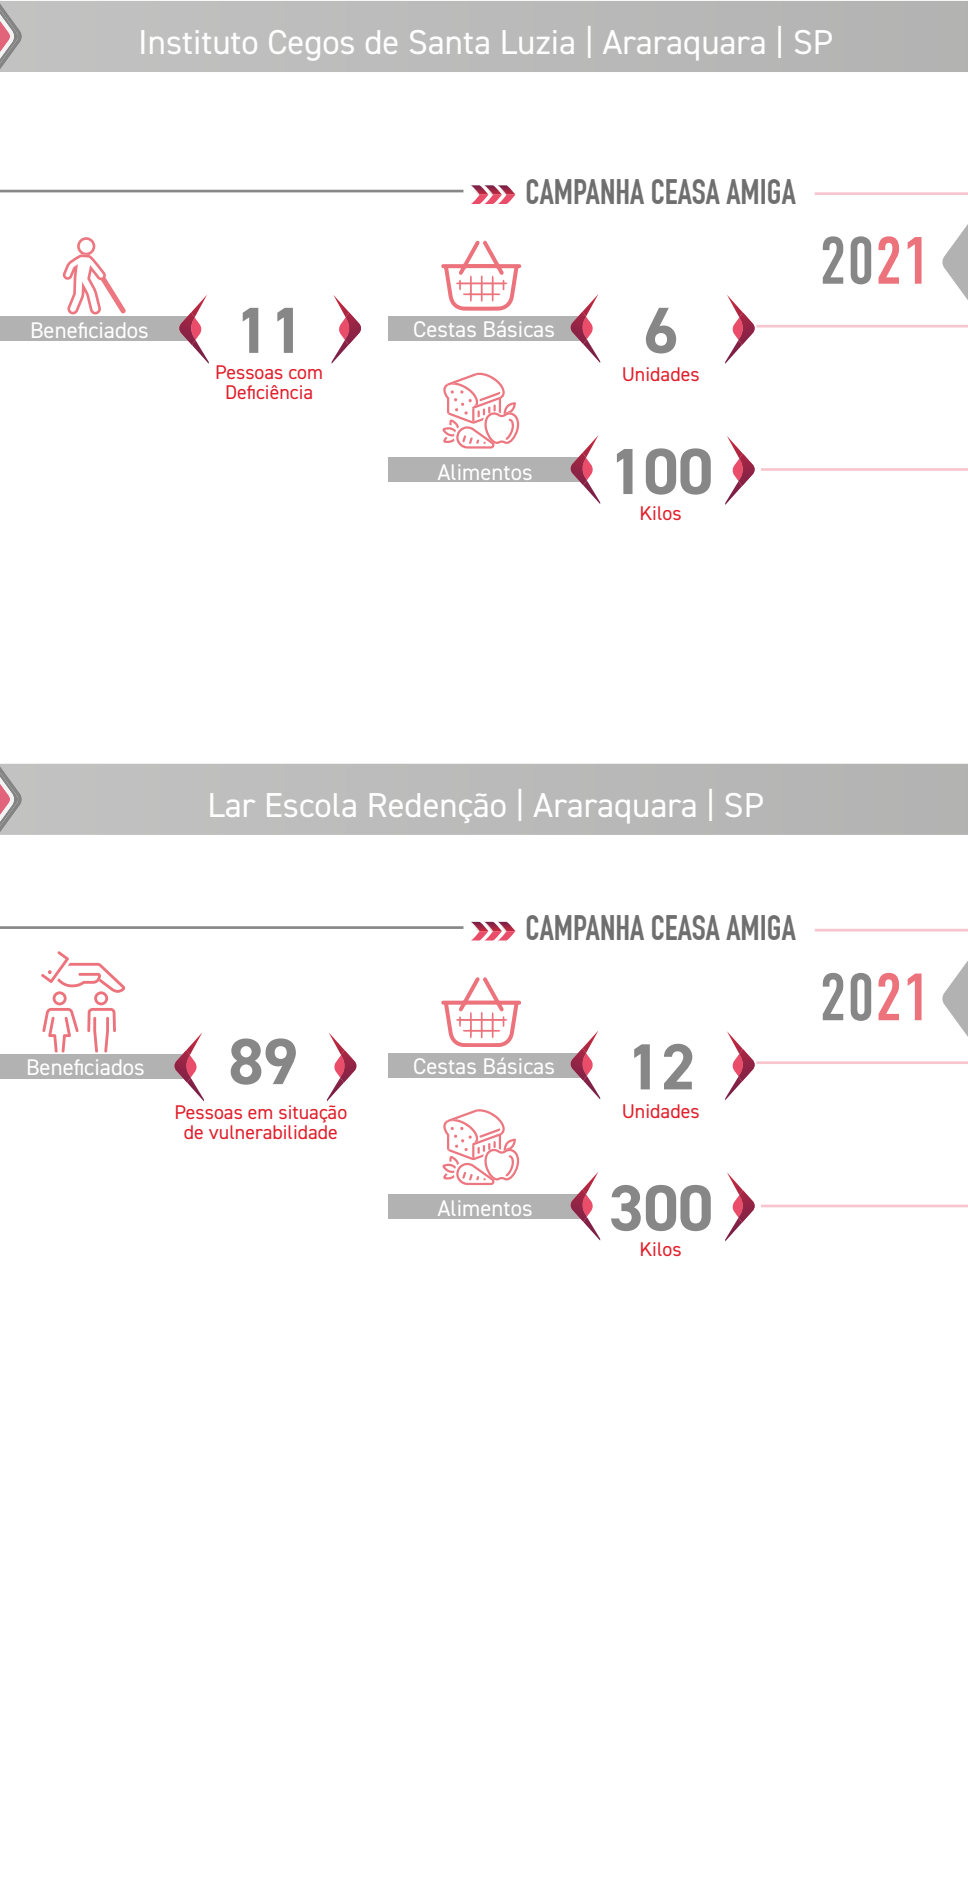 Instituto Cegos de Santa Luzia | Araraquara | SP
CAMPANHA CEASA AMIGA
2021
Beneficiados
11
Pessoas com
Deficiência
Cestas Básicas
6
Unidades
Alimentos
100
Kilos
Lar Escola Redenção | Araraquara | SP
CAMPANHA CEASA AMIGA
2021
Beneficiados
89
Pessoas em situação
de vulnerabilidade
Cestas Básicas
12
Unidades
Alimentos
300
Kilos